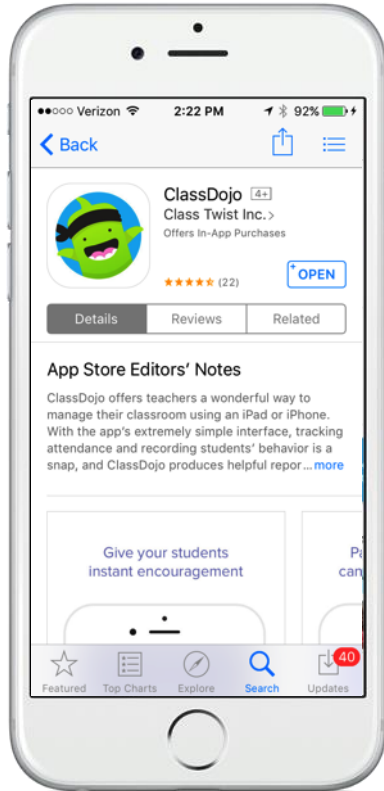 Verizon 2:22 PM 92%
Back
ClassDojo 4+
Class Twist Inc. >
Offers In-App Purchases
(22)
+ OPEN
Details Reviews Related
App Store Editors' Notes
ClassDojo offers teachers a wonderful way to
manage their classroom using an iPad or iPhone.
With the app's extremely simple interface, tracking
attendance and recording students' behavior is a
snap, and ClassDojo produces helpful repor... more
Give your students
instant encouragement
40
Featured Top Charts Explore Search Updates